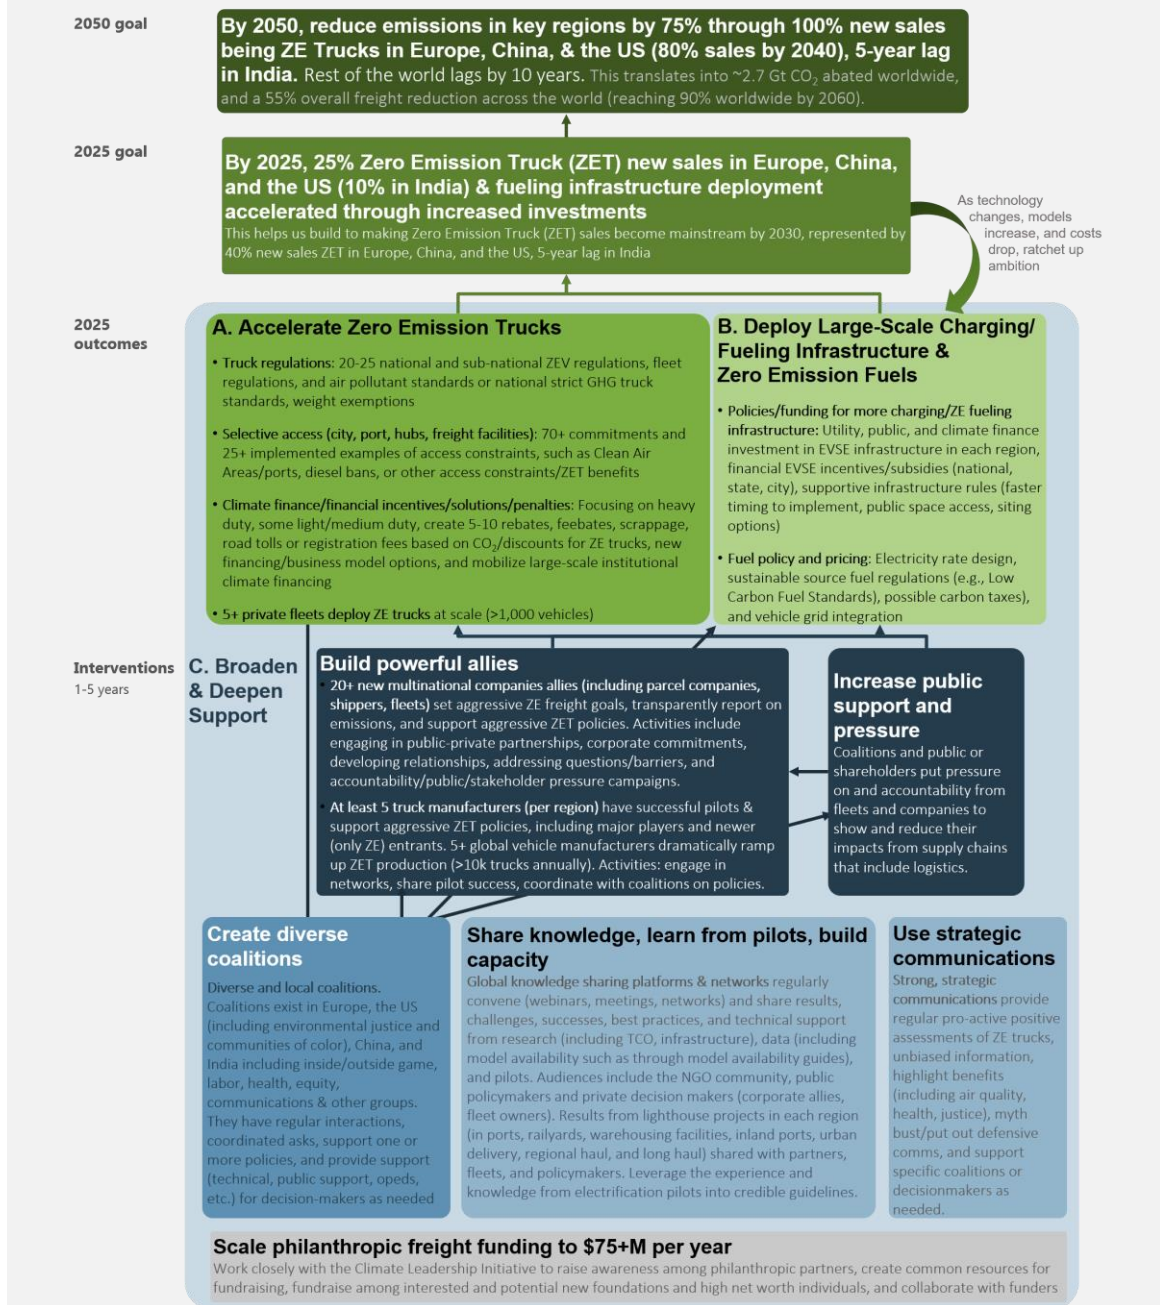 2050 goal
By 2050, reduce emissions in key regions by 75% through 100% new sales
being ZE Trucks in Europe, China, & the US (80% sales by 2040), 5-year lag
in India. Rest of the world lags by 10 years. This translates into ~2.7 Gt CO₂ abated worldwide,
and a 55% overall freight reduction across the world (reaching 90% worldwide by 2060).
2025 goal
By 2025, 25% Zero Emission Truck (ZET) new sales in Europe, China,
and the US (10% in India) & fueling infrastructure deployment
accelerated through increased investments
This helps us build to making Zero Emission Truck (ZET) sales become mainstream by 2030, represented by
40% new sales ZET in Europe, China, and the US, 5-year lag in India
As technology
changes, models
increase, and costs
drop, ratchet up
ambition
2025
outcomes
A. Accelerate Zero Emission Trucks
• Truck regulations: 20-25 national and sub-national ZEV regulations, fleet
regulations, and air pollutant standards or national strict GHG truck
standards, weight exemptions
• Selective access (city, port, hubs, freight facilities): 70+ commitments and
25+ implemented examples of access constraints, such as Clean Air
Areas/ports, diesel bans, or other access constraints/ZET benefits
• Climate finance/financial incentives/solutions/penalties: Focusing on heavy
duty, some light/medium duty, create 5-10 rebates, feebates, scrappage,
road tolls or registration fees based on CO₂/discounts for ZE trucks, new
financing/business model options, and mobilize large-scale institutional
climate financing
• 5+ private fleets deploy ZE trucks at scale (>1,000 vehicles)
B. Deploy Large-Scale Charging/
Fueling Infrastructure &
Zero Emission Fuels
• Policies/funding for more charging/ZE fueling
infrastructure: Utility, public, and climate finance
investment in EVSE infrastructure in each region,
financial EVSE incentives/subsidies (national,
state, city), supportive infrastructure rules (faster
timing to implement, public space access, siting
options)
• Fuel policy and pricing: Electricity rate design,
sustainable source fuel regulations (e.g., Low
Carbon Fuel Standards), possible carbon taxes),
and vehicle grid integration
Interventions
1-5 years
C. Broaden
& Deepen
Support
Build powerful allies
• 20+ new multinational companies allies (including parcel companies,
shippers, fleets) set aggressive ZE freight goals, transparently report on
emissions, and support aggressive ZET policies. Activities include
engaging in public-private partnerships, corporate commitments,
developing relationships, addressing questions/barriers, and
accountability/public/stakeholder pressure campaigns.
• At least 5 truck manufacturers (per region) have successful pilots &
support aggressive ZET policies, including major players and newer
(only ZE) entrants. 5+ global vehicle manufacturers dramatically ramp
up ZET production (>10k trucks annually). Activities: engage in
networks, share pilot success, coordinate with coalitions on policies.
Increase public
support and
pressure
Coalitions and public or
shareholders put pressure
on and accountability from
fleets and companies to
show and reduce their
impacts from supply chains
that include logistics.
Create diverse
coalitions
Diverse and local coalitions.
Coalitions exist in Europe, the US
(including environmental justice and
communities of color), China, and
India including inside/outside game,
labor, health, equity,
communications & other groups.
They have regular interactions,
coordinated asks, support one or
more policies, and provide support
(technical, public support, opeds,
etc.) for decision-makers as needed
Share knowledge, learn from pilots, build
capacity
Global knowledge sharing platforms & networks regularly
convene (webinars, meetings, networks) and share results,
challenges, successes, best practices, and technical support
from research (including TCO, infrastructure), data (including
model availability such as through model availability guides),
and pilots. Audiences include the NGO community, public
policymakers and private decision makers (corporate allies,
fleet owners). Results from lighthouse projects in each region
(in ports, railyards, warehousing facilities, inland ports, urban
delivery, regional haul, and long haul) shared with partners,
fleets, and policymakers. Leverage the experience and
knowledge from electrification pilots into credible guidelines.
Use strategic
communications
Strong, strategic
communications provide
regular pro-active positive
assessments of ZE trucks,
unbiased information,
highlight benefits
(including air quality,
health, justice), myth
bust/put out defensive
comms, and support
specific coalitions or
decisionmakers as
needed.
Scale philanthropic freight funding to $75+M per year
Work closely with the Climate Leadership Initiative to raise awareness among philanthropic partners, create common resources for
fundraising, fundraise among interested and potential new foundations and high net worth individuals, and collaborate with funders